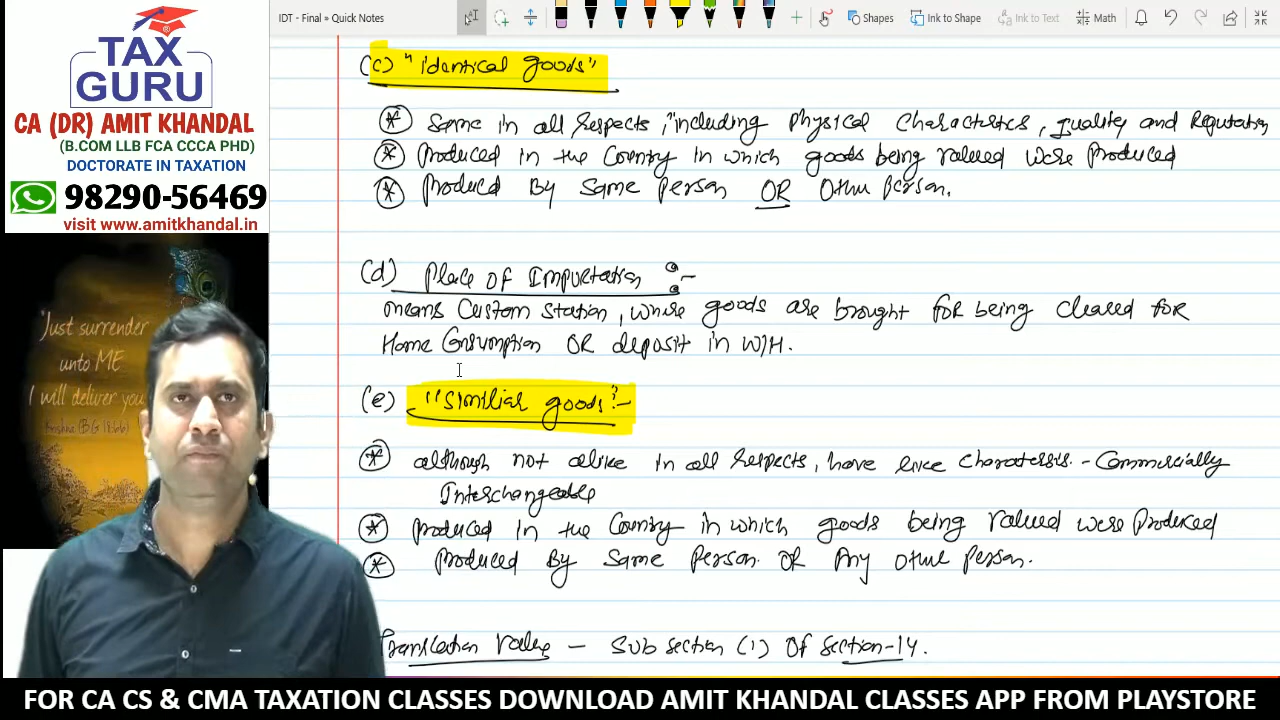 IDT - Final » Quick Notes
Shapes
Ink to Shape
Ink to Text
Math
TAX
GURU
CA (DR) AMIT KHANDAL
(B.COM LLB FCA CCCA PHD)
DOCTORATE IN TAXATION
98290-56469
visit www.amitkhandal.in
"Just surrender
unto ME
I will deliver you
Krishna (BG 18:66)
(c) "identical goods"
Same in all respects, "including physical charactestics, quality and Reputation
produced in the Country in which goods being valued were produced
produced By Same Person OR Other Person.
(d) Place OF Importation :-
means Custom Station, where goods are brought for being cleared for
Home Consumption OR deposit in W/H.
(e) "Similiar goods":-
although not alike in all respects, have like charatessis. - Commercially
Interchangeable
produced in the Country in which goods being valued were produced
produced By Same Person OR Any other Person.
Transaction Value - Sub section (1) Of Section-14.
FOR CA CS & CMA TAXATION CLASSES DOWNLOAD AMIT KHANDAL CLASSES APP FROM PLAYSTORE